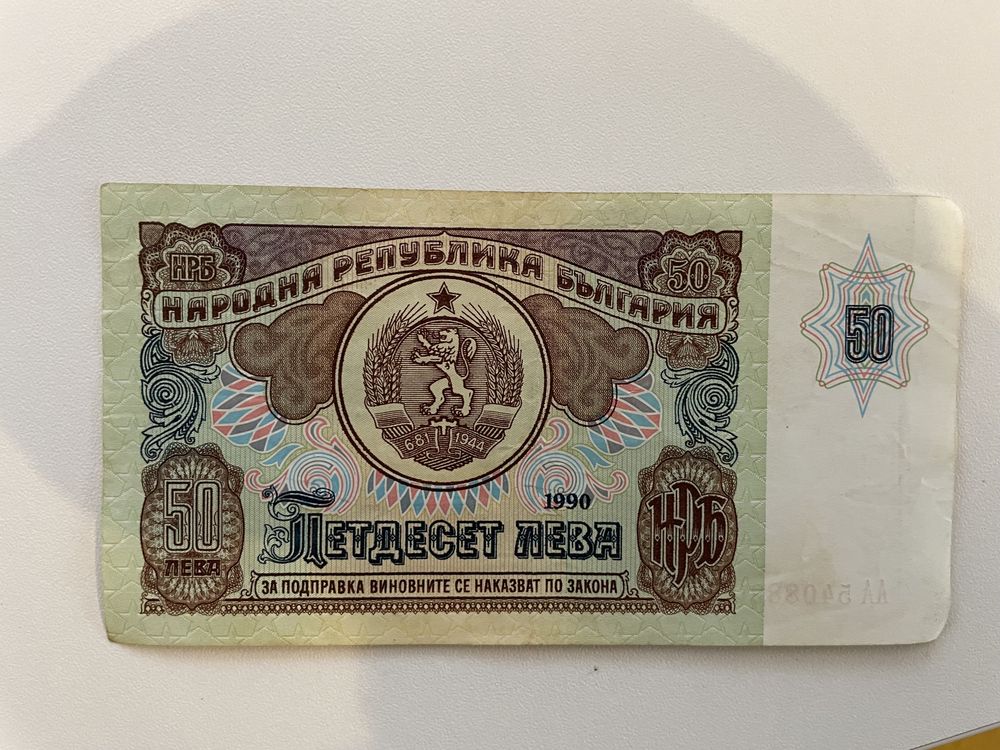 НРБ
50
НАРОДНА РЕПУБЛИКА БЪЛГАРИЯ
50
681 1944
1990
50
ЛЕВА
ПЕТДЕСЕТ ЛЕВА
НРБ
ЗА ПОДПРАВКА ВИНОВНИТЕ СЕ НАКАЗВАТ ПО ЗАКОНА